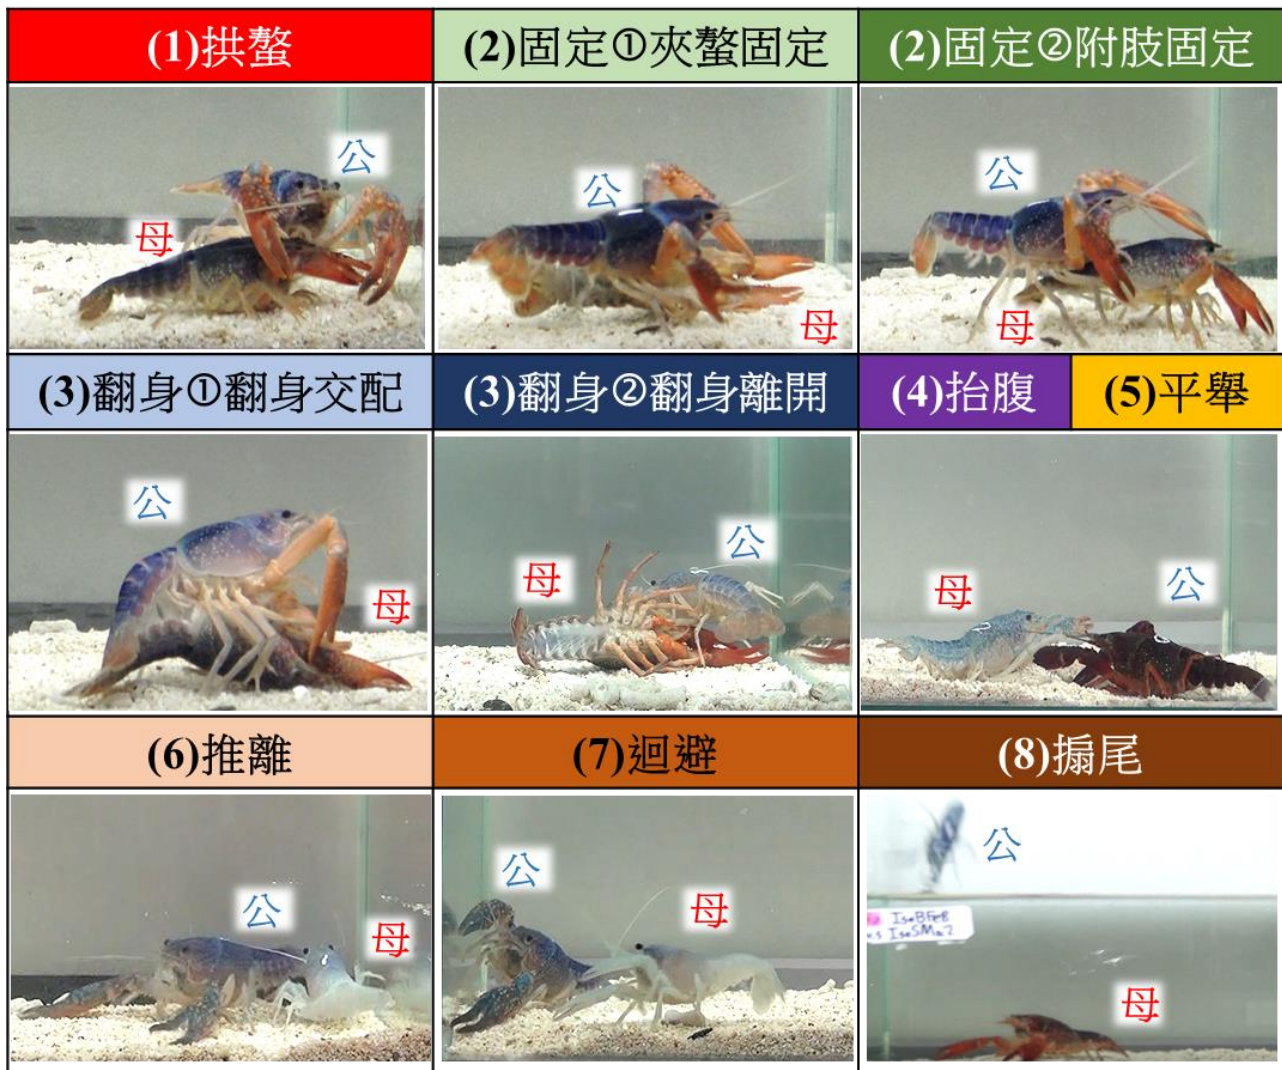 (1)拱螯
(2)固定①夾螯固定
(2)固定②附肢固定
公
母
公
母
公
母
(3)翻身①翻身交配
(3)翻身②翻身離開
(4)抬腹
(5)平舉
公
母
母
公
母
公
(6)推離
(7)迴避
(8)搧尾
公
母
公
母
公
IseBFe8
v.s IseSMa2
母